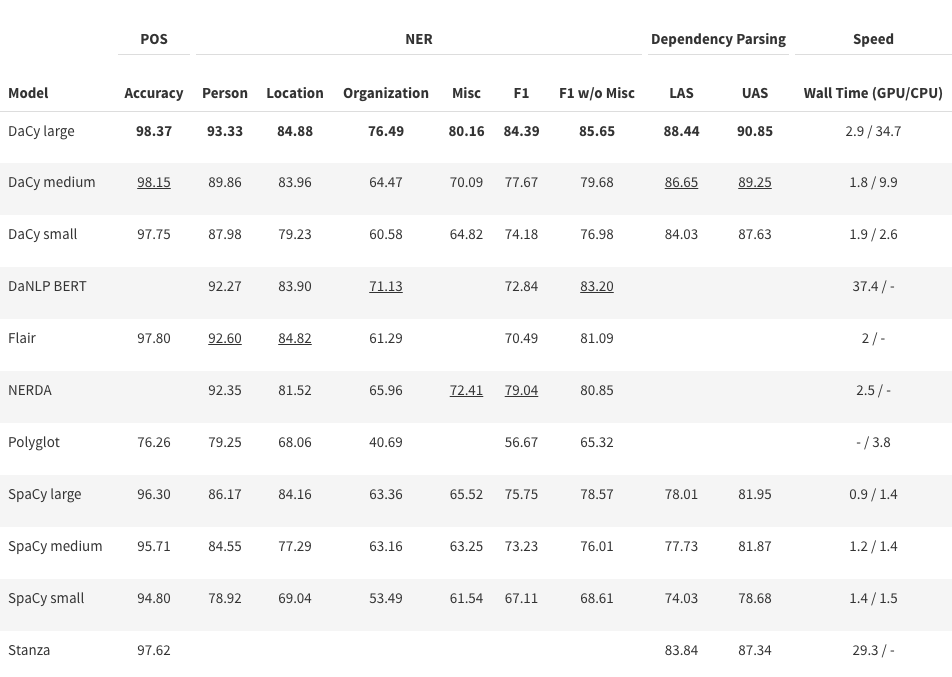 POS NER Dependency Parsing Speed
Model Accuracy Person Location Organization Misc F1 F1 w/o Misc LAS UAS Wall Time (GPU/CPU)
DaCy large 98.37 93.33 84.88 76.49 80.16 84.39 85.65 88.44 90.85 2.9 / 34.7
DaCy medium 98.15 89.86 83.96 64.47 70.09 77.67 79.68 86.65 89.25 1.8 / 9.9
DaCy small 97.75 87.98 79.23 60.58 64.82 74.18 76.98 84.03 87.63 1.9 / 2.6
DaNLP BERT 92.27 83.90 71.13 72.84 83.20 37.4 / -
Flair 97.80 92.60 84.82 61.29 70.49 81.09 2 / -
NERDA 92.35 81.52 65.96 72.41 79.04 80.85 2.5 / -
Polyglot 76.26 79.25 68.06 40.69 56.67 65.32 - / 3.8
SpaCy large 96.30 86.17 84.16 63.36 65.52 75.75 78.57 78.01 81.95 0.9 / 1.4
SpaCy medium 95.71 84.55 77.29 63.16 63.25 73.23 76.01 77.73 81.87 1.2 / 1.4
SpaCy small 94.80 78.92 69.04 53.49 61.54 67.11 68.61 74.03 78.68 1.4 / 1.5
Stanza 97.62 83.84 87.34 29.3 / -